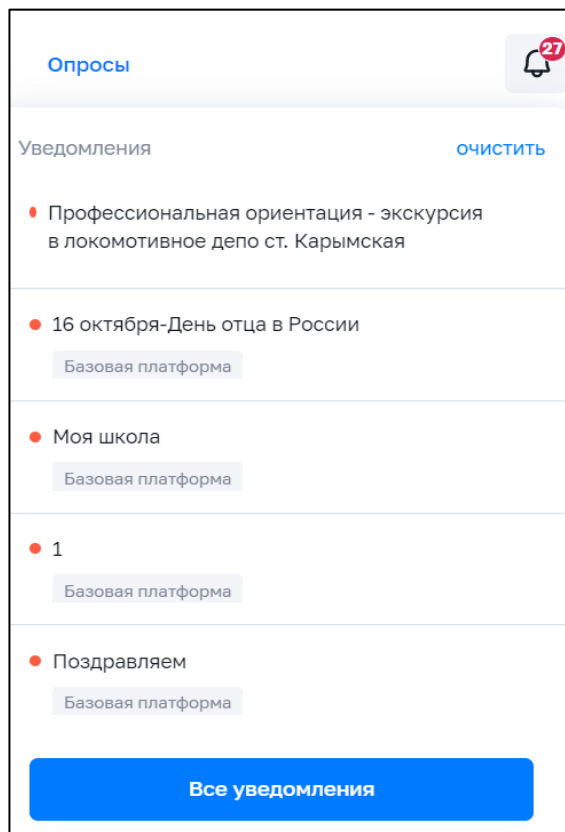 Опросы
27
Уведомления
очистить
Профессиональная ориентация - экскурсия
в локомотивное депо ст. Карымская
16 октября-День отца в России
Базовая платформа
Моя школа
Базовая платформа
1
Базовая платформа
Поздравляем
Базовая платформа
Все уведомления